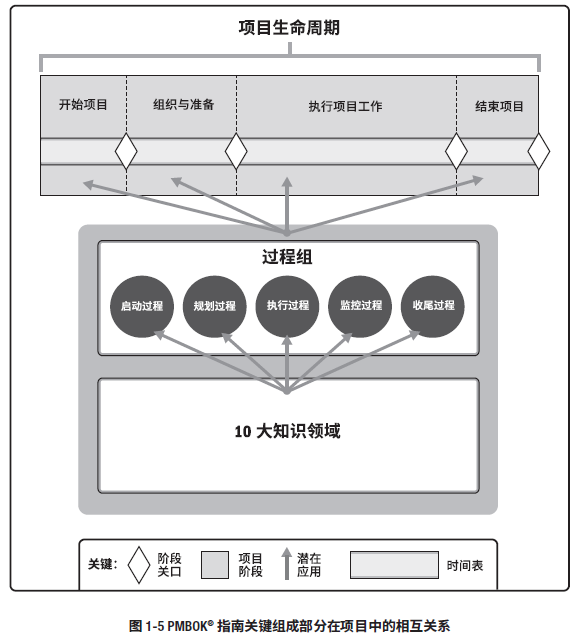 项目生命周期
开始项目
组织与准备
执行项目工作
结束项目
过程组
启动过程
规划过程
执行过程
监控过程
收尾过程
10 大知识领域
关键：
阶段
关口
项目
阶段
潜在
应用
时间表
图 1-5 PMBOK® 指南关键组成部分在项目中的相互关系